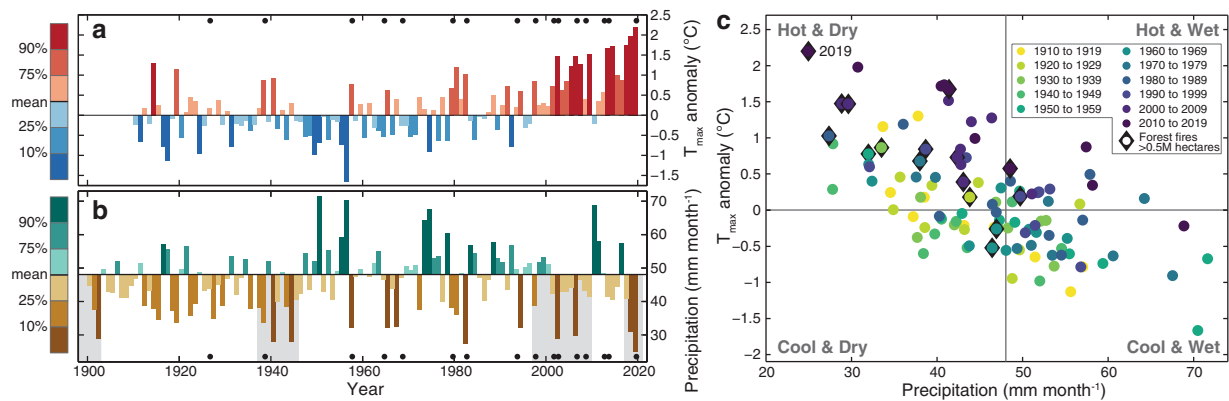 a
90%
75%
mean
25%
10%
2.5
2
1.5
1
0.5
0
−0.5
−1
−1.5
Tmax anomaly (°C)
b
90%
75%
mean
25%
10%
70
60
50
40
30
Precipitation (mm month-1)
1900
1920
1940
1960
1980
2000
2020
Year
c
Hot & Dry
Hot & Wet
2019
1910 to 1919
1920 to 1929
1930 to 1939
1940 to 1949
1950 to 1959
1960 to 1969
1970 to 1979
1980 to 1989
1990 to 1999
2000 to 2009
2010 to 2019
Forest fires
>0.5M hectares
2
1.5
1
0.5
0
-0.5
-1
-1.5
-2
Tmax anomaly (°C)
Cool & Dry
Cool & Wet
20
30
40
50
60
70
Precipitation (mm month-1)